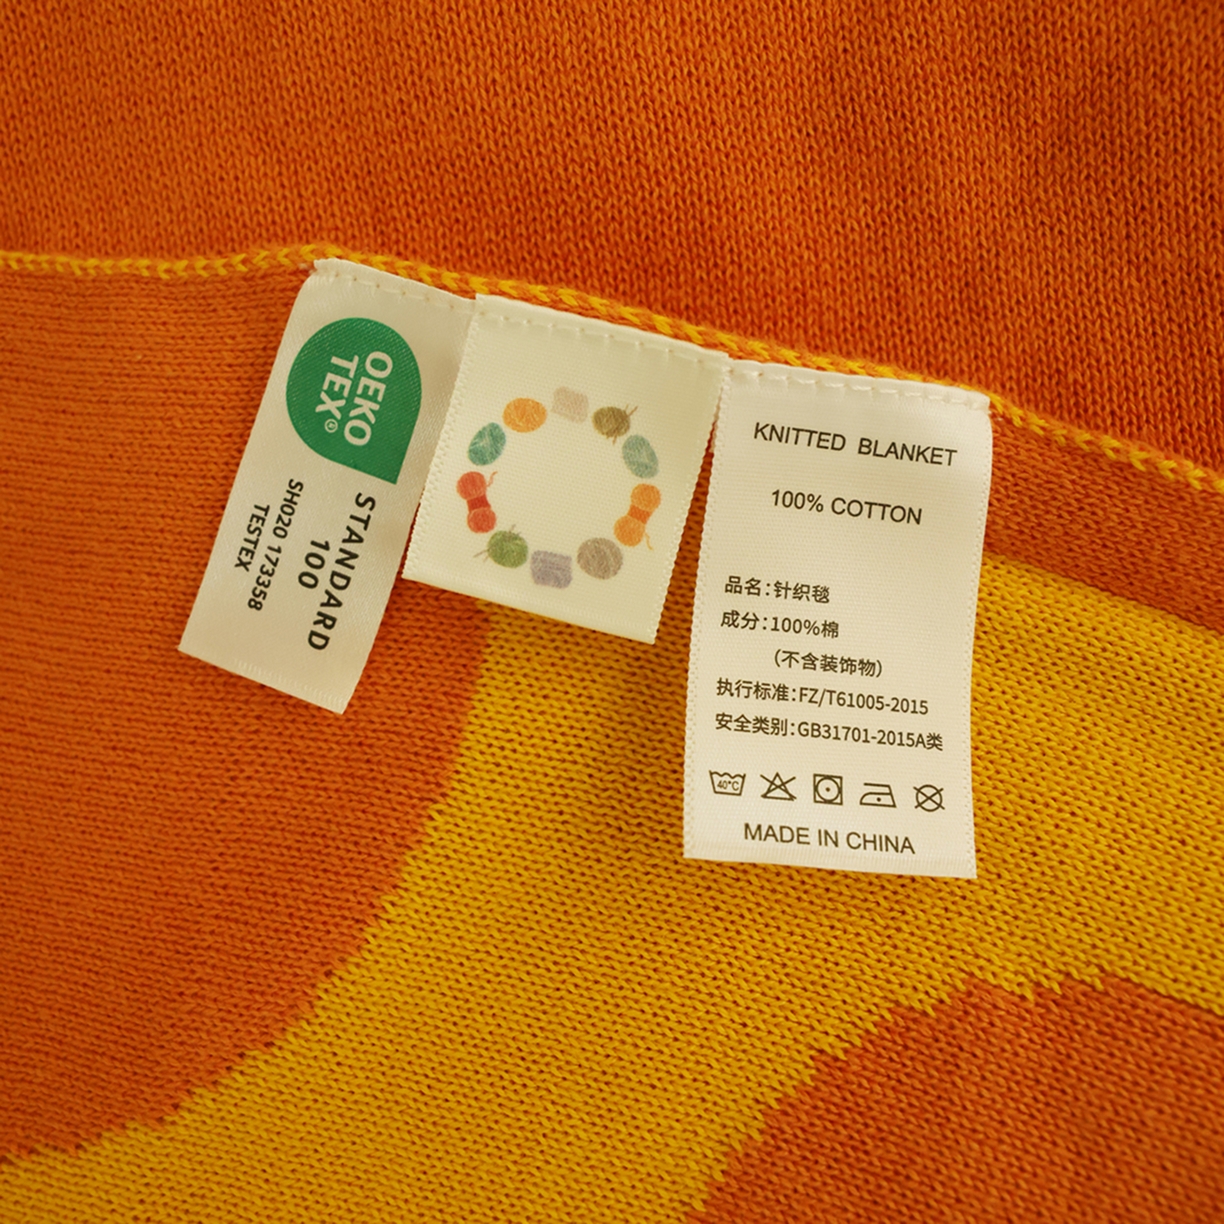 OEKO
TEX®
STANDARD
100
SH020 173358
TESTEX
KNITTED BLANKET
100% COTTON
品名:针织毯
成分:100%棉
(不含装饰物)
执行标准:FZ/T61005-2015
安全类别:GB31701-2015A类
40°C
MADE IN CHINA